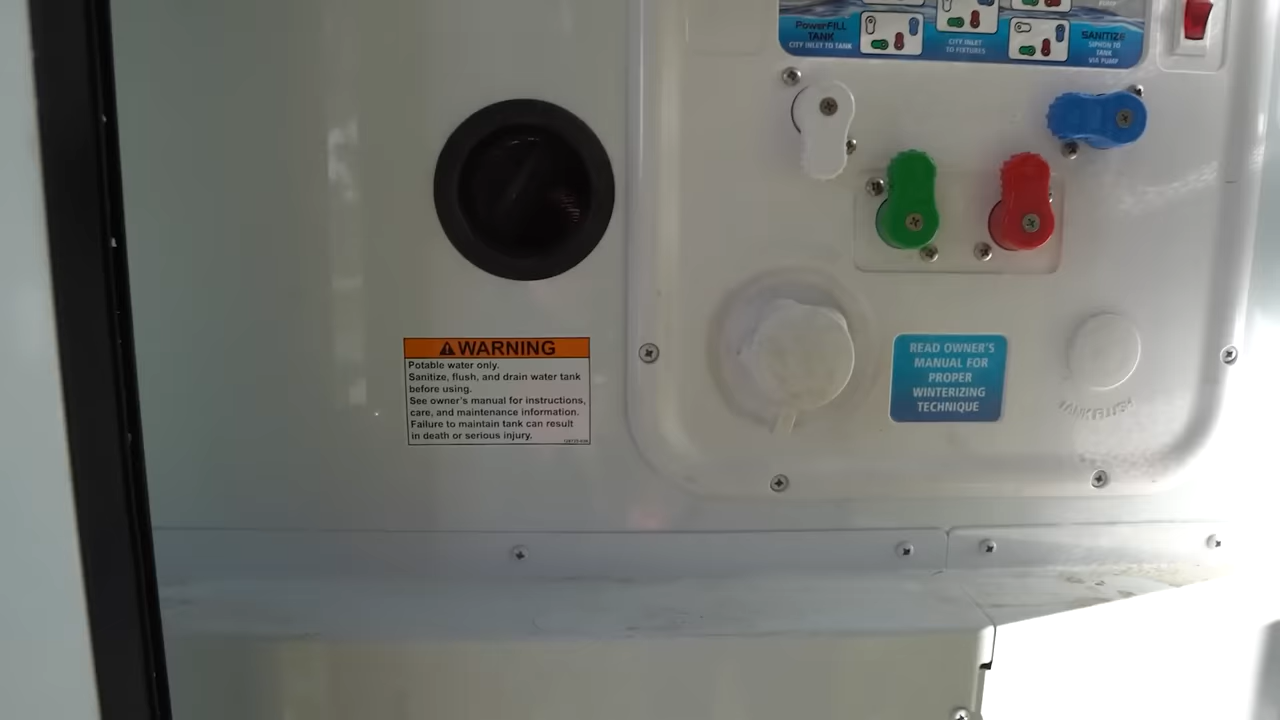 PowerFILL
TANK
CITY INLET TO TANK
CITY INLET
TO FIXTURES
SANITIZE
SIPHON TO
TANK
VIA PUMP
WARNING
Potable water only.
Sanitize, flush, and drain water tank
before using.
See owner's manual for instructions,
care, and maintenance information.
Failure to maintain tank can result
in death or serious injury.
READ OWNER'S
MANUAL FOR
PROPER
WINTERIZING
TECHNIQUE
TANK FLUSH